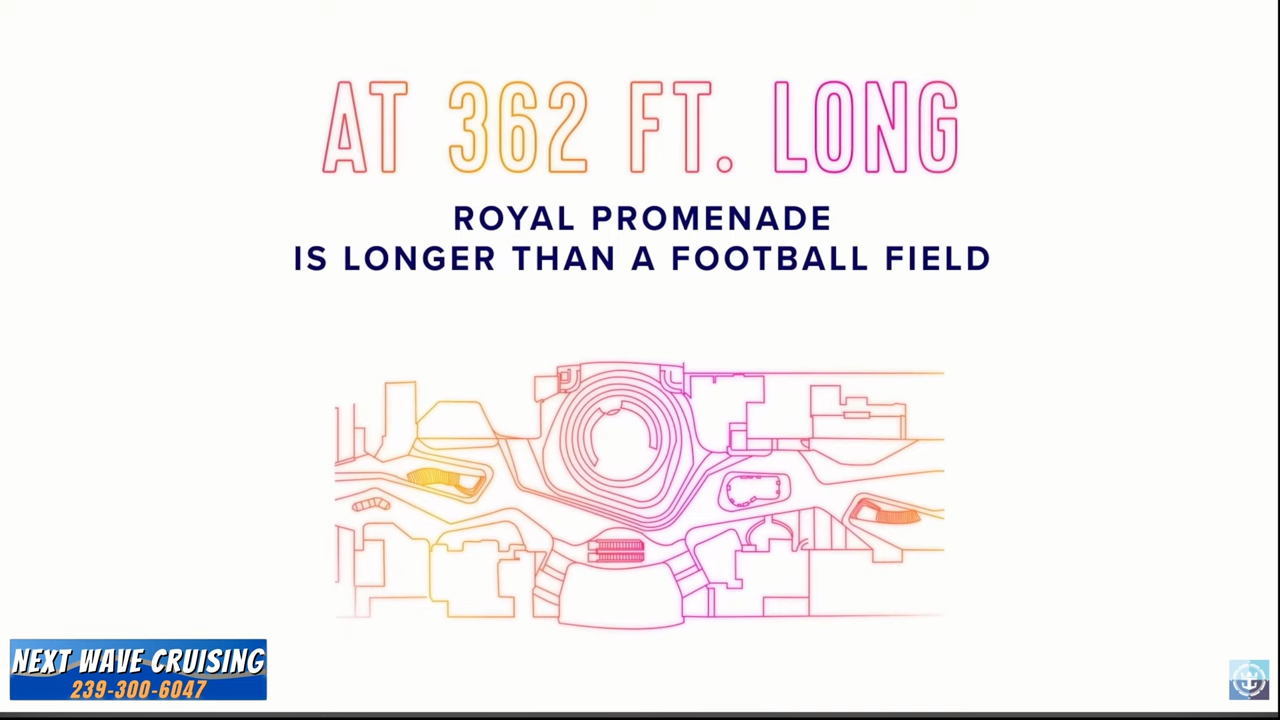 AT 362 FT. LONG
ROYAL PROMENADE
IS LONGER THAN A FOOTBALL FIELD
NEXT WAVE CRUISING
239-300-6047